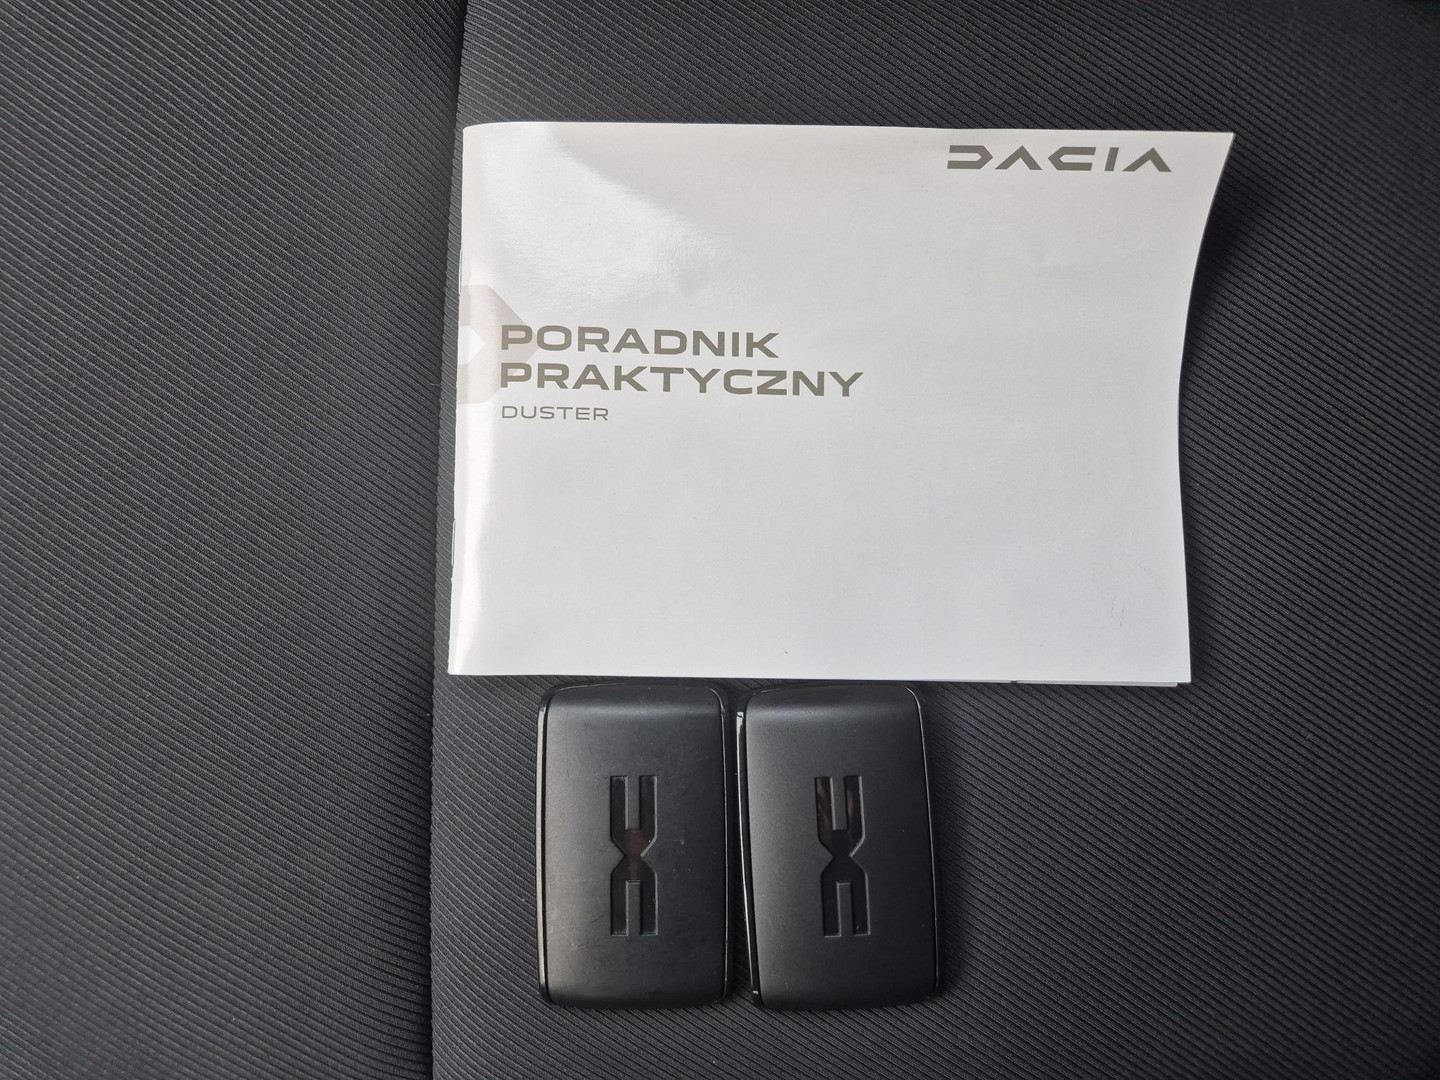 DACIA
PORADNIK
PRAKTYCZNY
DUSTER